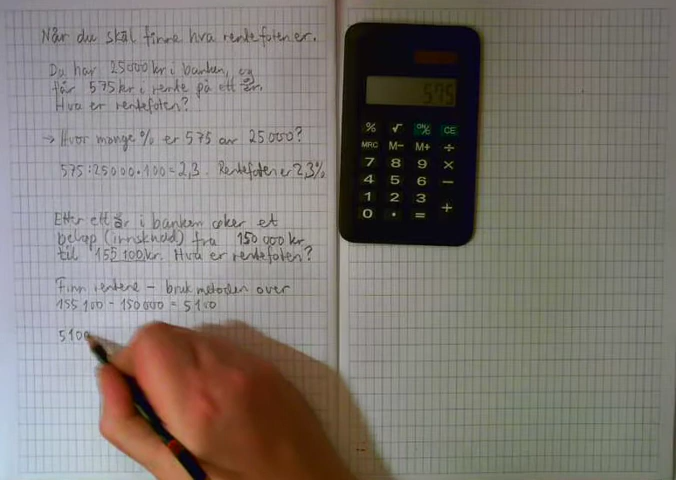 Når du skal finne hva rentefoten er.
Du har 25000 kr i banken, og
får 575 kr i rente på ett år.
Hva er rentefoten?
→ Hvor mange % er 575 av 25000?
575:25000·100=2,3. Rentefoten er 2,3%
Etter ett år i banken øker et
beløp (innskudd) fra 150 000 kr
til 155 100 kr. Hva er rentefoten?
Finn rentene - bruk metoden over
155 100 - 150 000 = 5100
5100
575
% √ ON/C CE
MRC M- M+ ÷
7 8 9 ×
4 5 6 −
1 2 3 +
0 . =